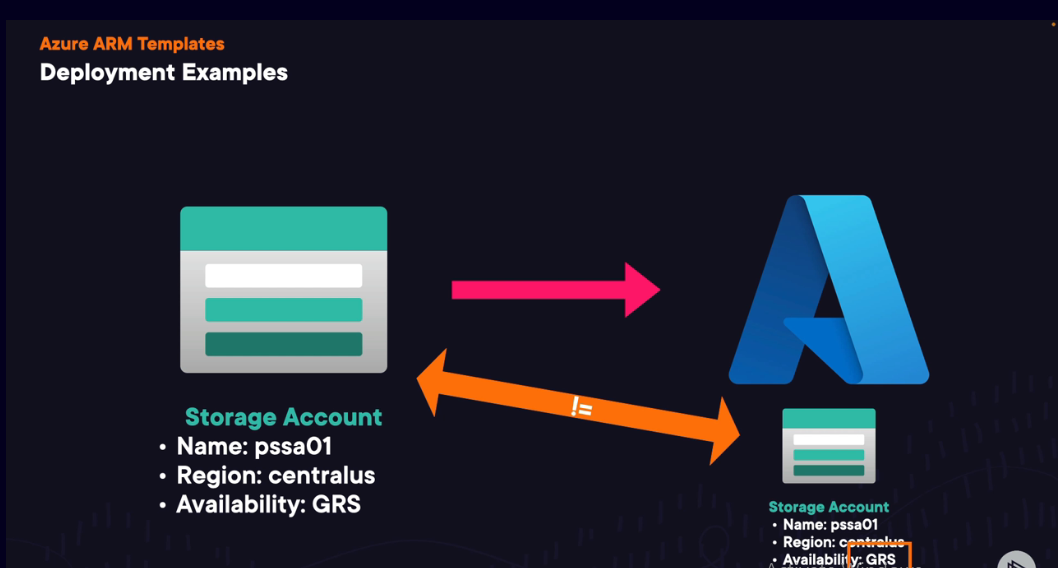 Azure ARM Templates
Deployment Examples
!=
Storage Account
• Name: pssa01
• Region: centralus
• Availability: GRS
Storage Account
• Name: pssa01
• Region: centralus
• Availability: GRS